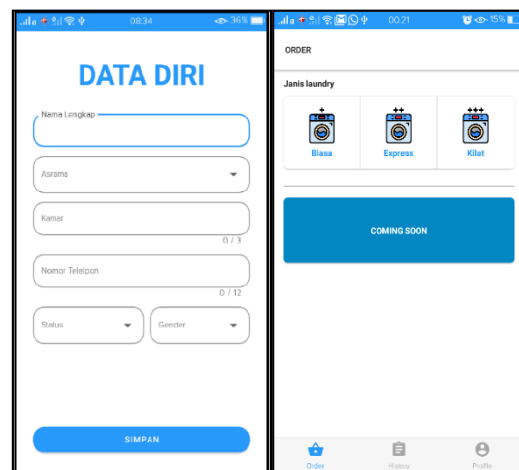 08:34
36%
DATA DIRI
Nama Lengkap
Asrama
Kamar
0 / 3
Nomor Telepon
0 / 12
Status
Gender
SIMPAN
00.21
15%
ORDER
Janis laundry
+
++
+++
Biasa
Express
Kilat
COMING SOON
Order
History
Profile